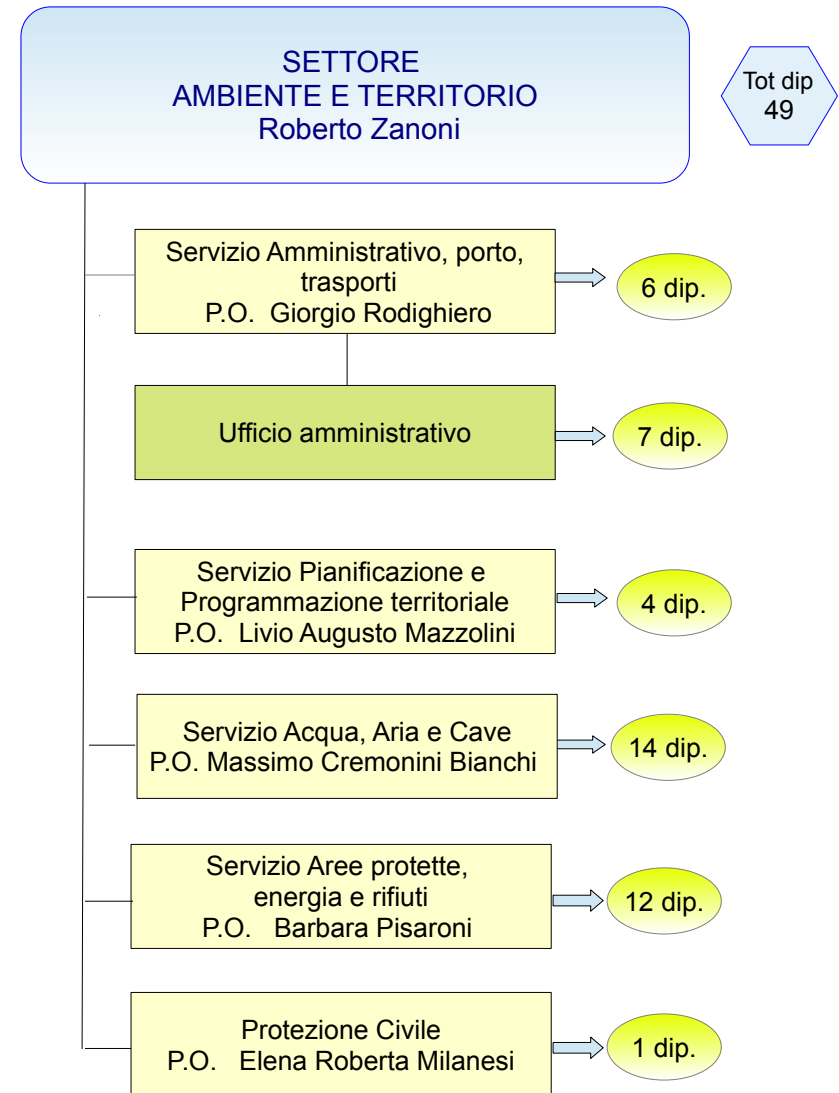 SETTORE
AMBIENTE E TERRITORIO
Roberto Zanoni
Tot dip
49
Servizio Amministrativo, porto,
trasporti
P.O. Giorgio Rodighiero
6 dip.
Ufficio amministrativo
7 dip.
Servizio Pianificazione e
Programmazione territoriale
P.O. Livio Augusto Mazzolini
4 dip.
Servizio Acqua, Aria e Cave
P.O. Massimo Cremonini Bianchi
14 dip.
Servizio Aree protette,
energia e rifiuti
P.O. Barbara Pisaroni
12 dip.
Protezione Civile
P.O. Elena Roberta Milanesi
1 dip.